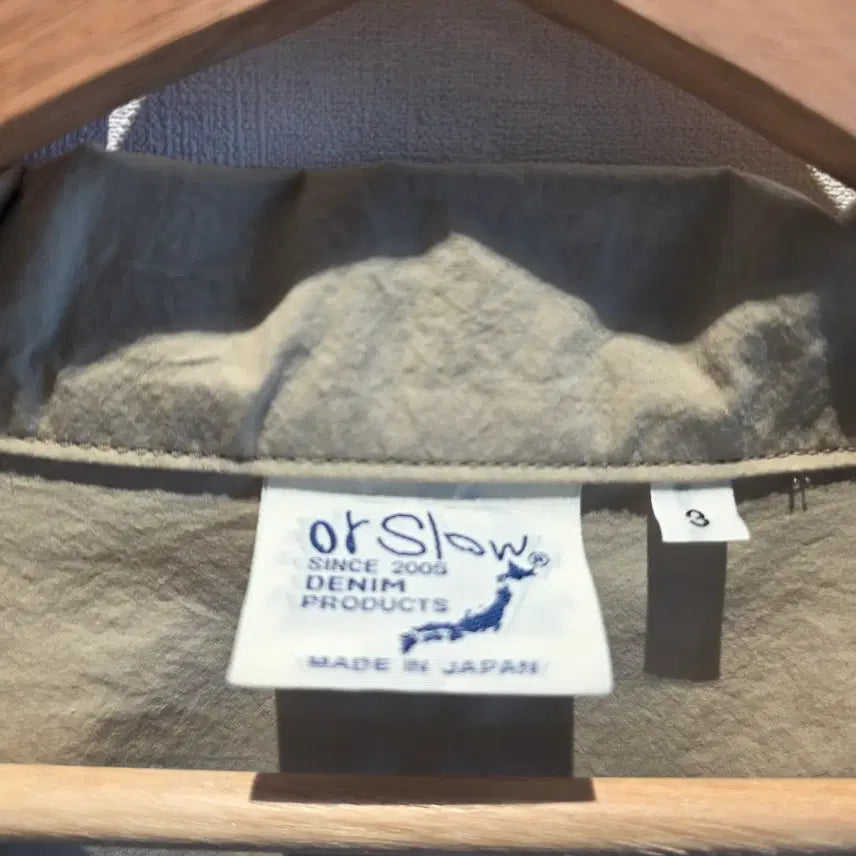 orSlow®
SINCE 2005
DENIM
PRODUCTS
MADE IN JAPAN
3